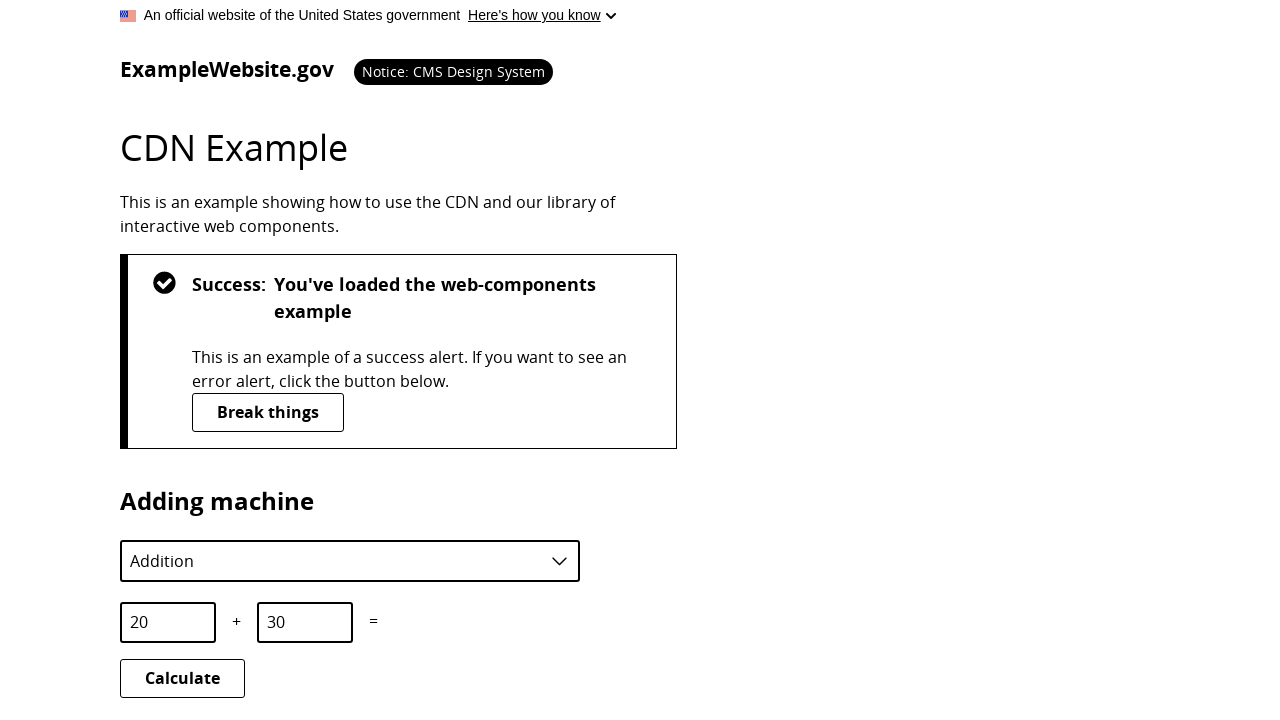 An official website of the United States government Here's how you know
ExampleWebsite.gov Notice: CMS Design System
CDN Example
This is an example showing how to use the CDN and our library of
interactive web components.
Success: You've loaded the web-components
example
This is an example of a success alert. If you want to see an
error alert, click the button below.
Break things
Adding machine
Addition
20 + 30 =
Calculate